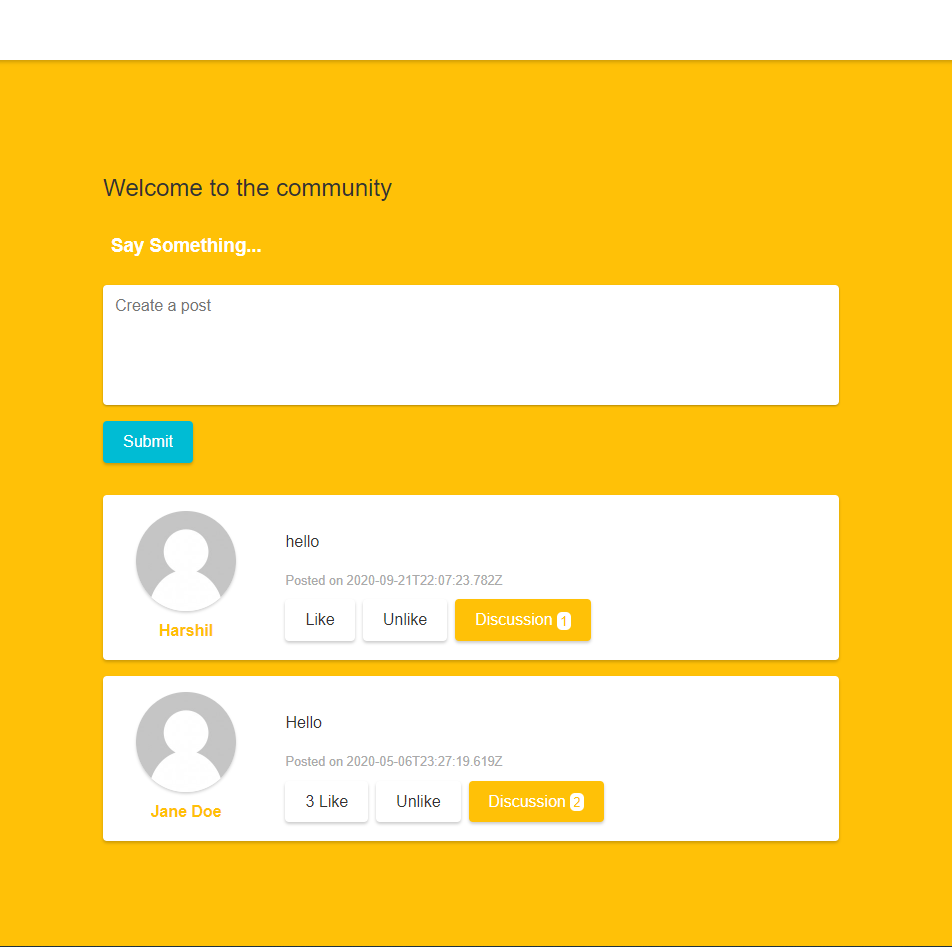 Welcome to the community
Say Something...
Create a post
Submit
hello
Posted on 2020-09-21T22:07:23.782Z
Like Unlike Discussion 1
Harshil
Hello
Posted on 2020-05-06T23:27:19.619Z
3 Like Unlike Discussion 2
Jane Doe